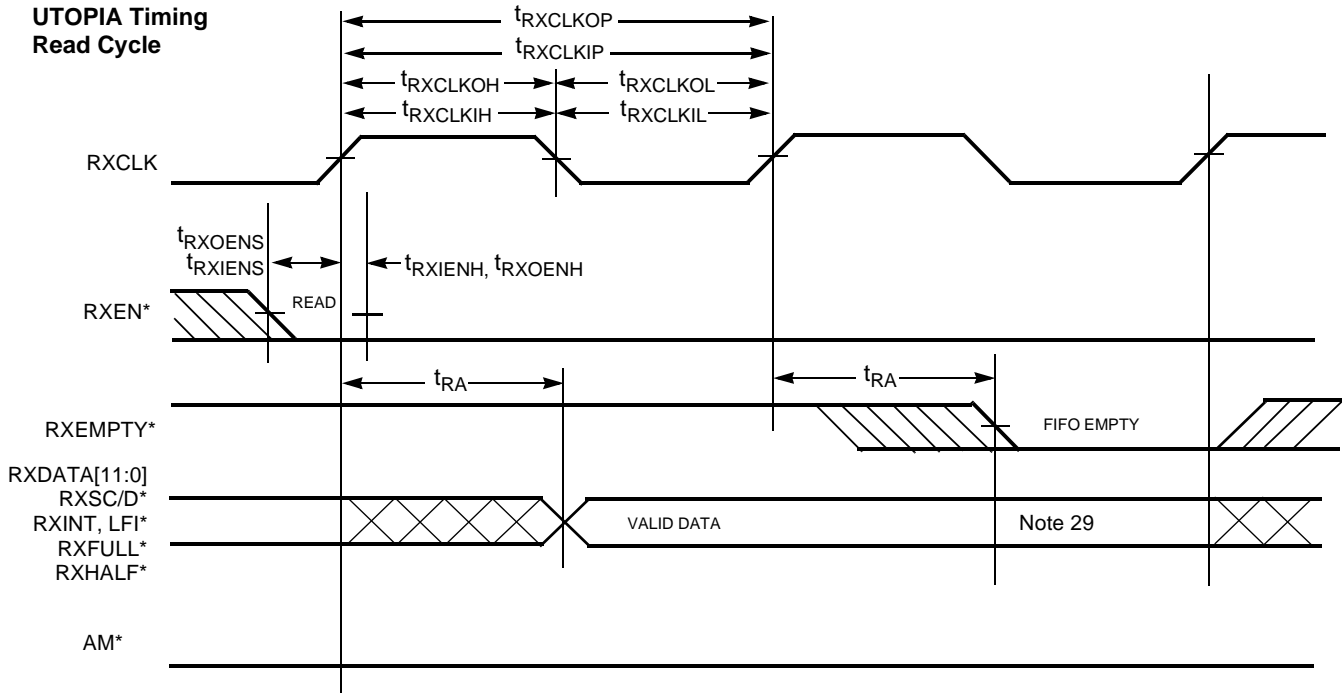 UTOPIA Timing
Read Cycle
tRXCLKOP
tRXCLKIP
tRXCLKOH
tRXCLKOL
tRXCLKIH
tRXCLKIL
RXCLK
tRXOENS
tRXIENS
tRXIENH, tRXOENH
RXEN*
READ
tRA
tRA
RXEMPTY*
FIFO EMPTY
RXDATA[11:0]
RXSC/D*
RXINT, LFI*
VALID DATA
Note 29
RXFULL*
RXHALF*
AM*